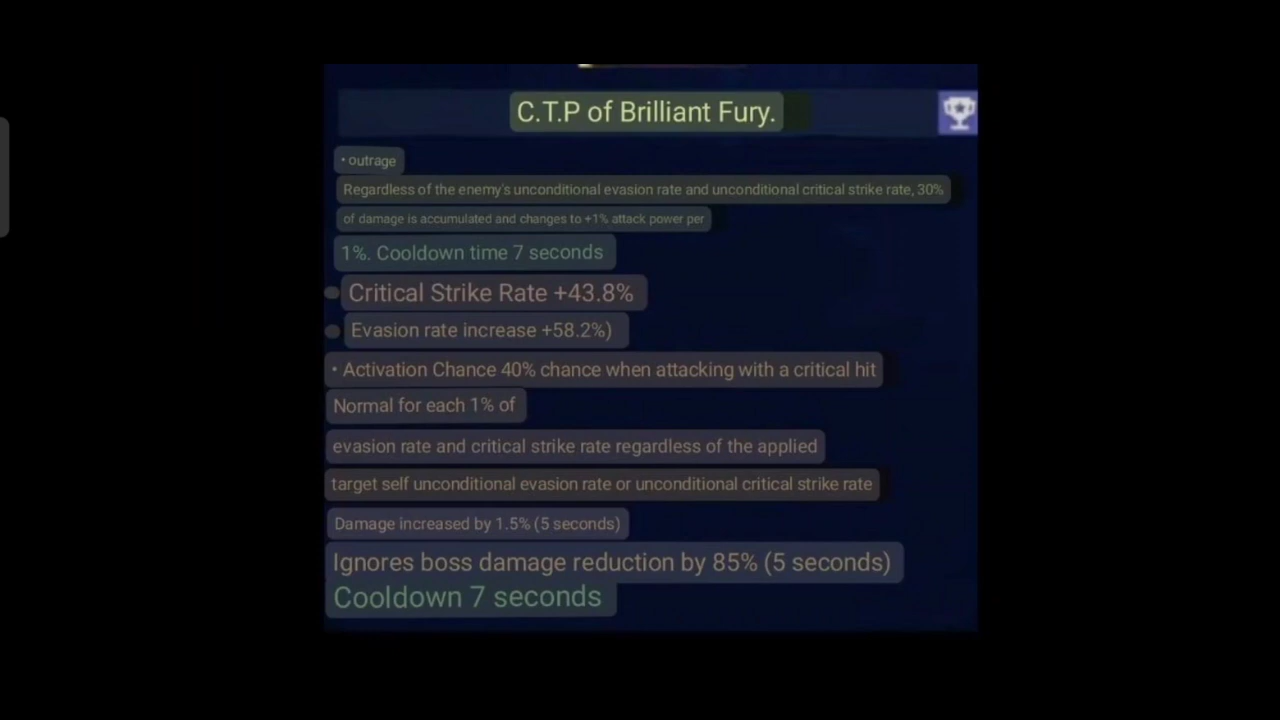 C.T.P of Brilliant Fury.
• outrage
Regardless of the enemy's unconditional evasion rate and unconditional critical strike rate, 30%
of damage is accumulated and changes to +1% attack power per
1%. Cooldown time 7 seconds
Critical Strike Rate +43.8%
Evasion rate increase +58.2%)
• Activation Chance 40% chance when attacking with a critical hit
Normal for each 1% of
evasion rate and critical strike rate regardless of the applied
target self unconditional evasion rate or unconditional critical strike rate
Damage increased by 1.5% (5 seconds)
Ignores boss damage reduction by 85% (5 seconds)
Cooldown 7 seconds